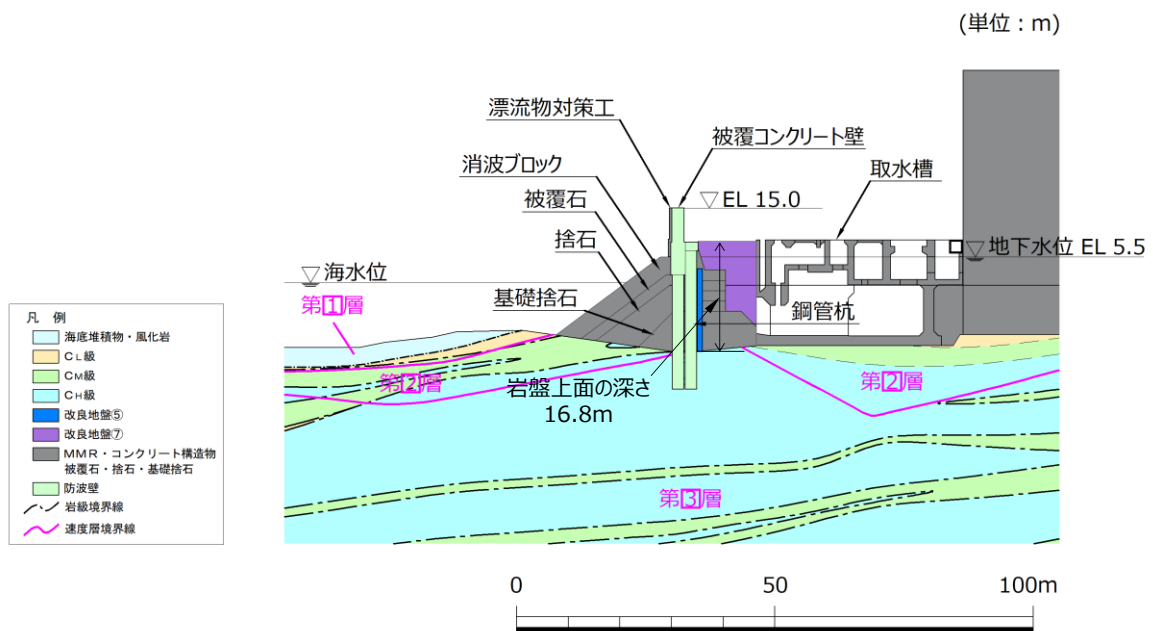 (単位：m)
漂流物対策工
被覆コンクリート壁
消波ブロック
取水槽
被覆石
▽ EL 15.0
捨石
▽ 地下水位 EL 5.5
▽ 海水位
基礎捨石
鋼管杭
第1層
第2層
第2層
岩盤上面の深さ
16.8m
第3層
凡 例
海底堆積物・風化岩
CL級
CM級
CH級
改良地盤⑤
改良地盤⑦
MMR・コンクリート構造物
被覆石・捨石・基礎捨石
防波壁
岩級境界線
速度層境界線
0
50
100m